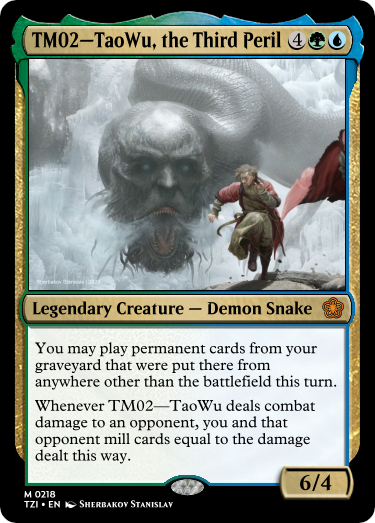 TM02—TaoWu, the Third Peril 4
Legendary Creature — Demon Snake
You may play permanent cards from your
graveyard that were put there from
anywhere other than the battlefield this turn.
Whenever TM02—TaoWu deals combat
damage to an opponent, you and that
opponent mill cards equal to the damage
dealt this way.
6/4
M 0218
TZI • EN Sherbakov Stanislav